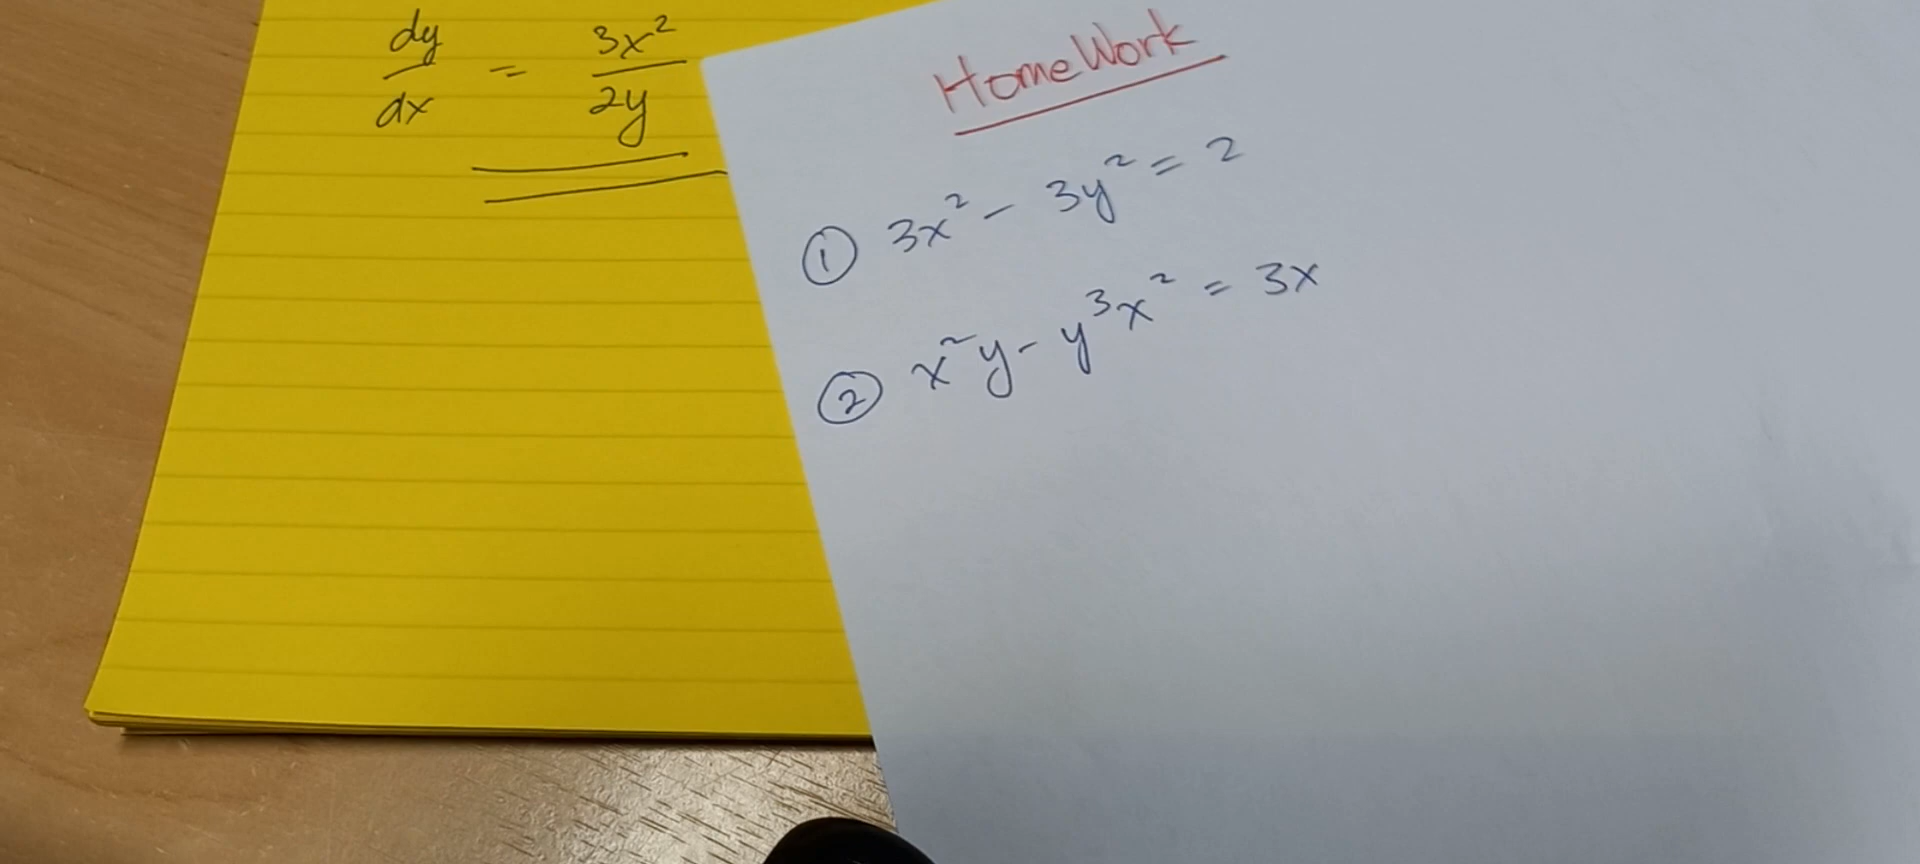 dy/dx = 3x²/2y
HomeWork
① 3x² - 3y² = 2
② x²y - y³x² = 3x